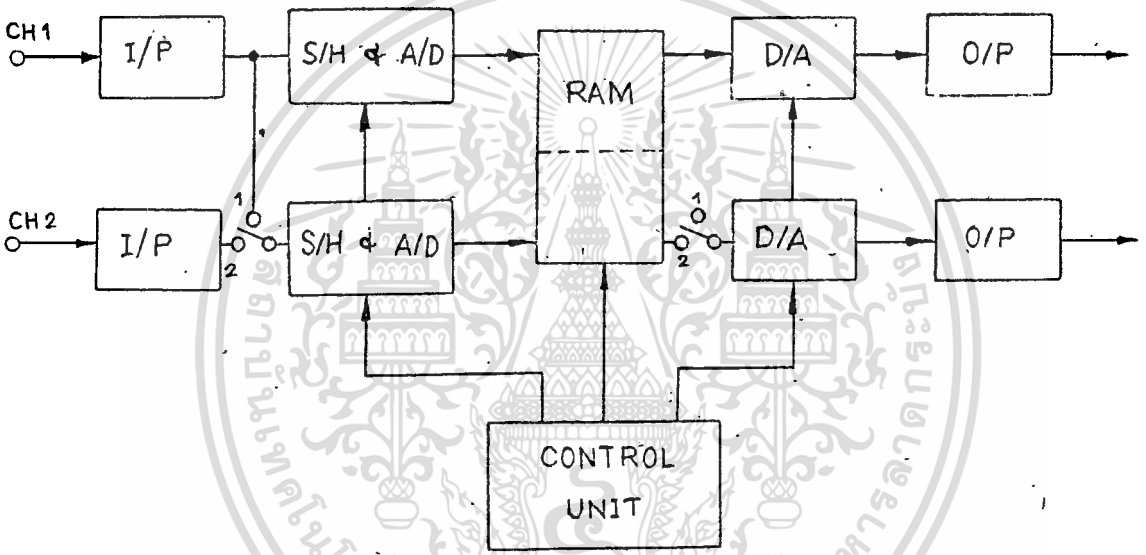 CH1
I/P
S/H & A/D
RAM
D/A
O/P
1
1
CH2
I/P
2
S/H & A/D
2
D/A
O/P
CONTROL
UNIT